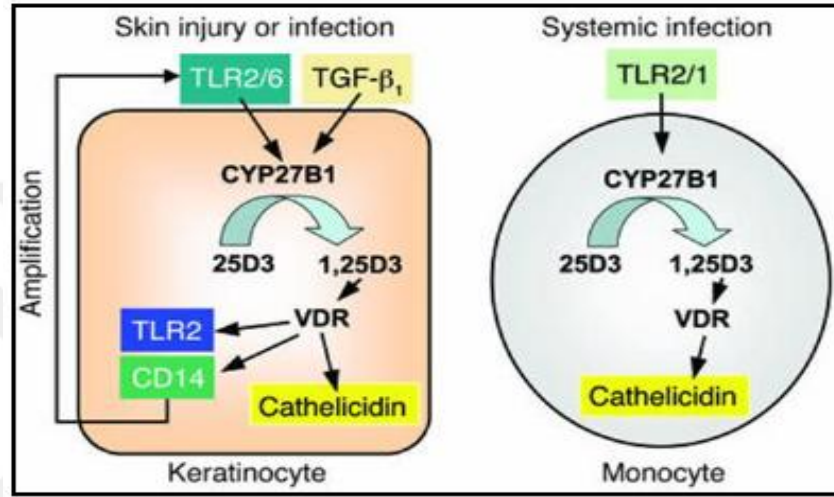 Skin injury or infection
TLR2/6
TGF-β₁
CYP27B1
25D3
1,25D3
VDR
TLR2
CD14
Cathelicidin
Amplification
Keratinocyte
Systemic infection
TLR2/1
CYP27B1
25D3
1,25D3
VDR
Cathelicidin
Monocyte